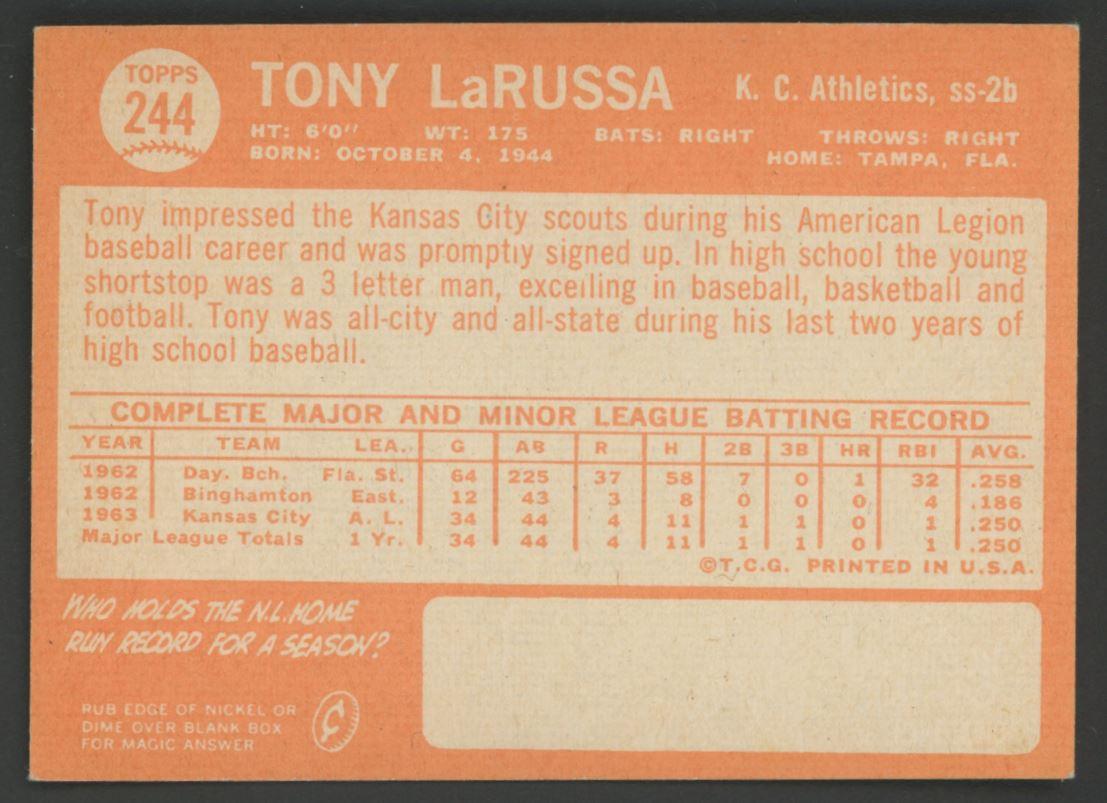 TOPPS
244
TONY LaRUSSA
K. C. Athletics, ss-2b
HT: 6'0" WT: 175 BATS: RIGHT THROWS: RIGHT
BORN: OCTOBER 4, 1944 HOME: TAMPA, FLA.
Tony impressed the Kansas City scouts during his American Legion
baseball career and was promptly signed up. In high school the young
shortstop was a 3 letter man, excelling in baseball, basketball and
football. Tony was all-city and all-state during his last two years of
high school baseball.
COMPLETE MAJOR AND MINOR LEAGUE BATTING RECORD
YEAR TEAM LEA. G AB R H 2B 3B HR RBI AVG.
1962 Day. Bch. Fla. St. 64 225 37 58 7 0 1 32 .258
1962 Binghamton East. 12 43 3 8 0 0 0 4 .186
1963 Kansas City A. L. 34 44 4 11 1 1 0 1 .250
Major League Totals 1 Yr. 34 44 4 11 1 1 0 1 .250
©T.C.G. PRINTED IN U.S.A.
WHO HOLDS THE N.L. HOME
RUN RECORD FOR A SEASON?
RUB EDGE OF NICKEL OR
DIME OVER BLANK BOX
FOR MAGIC ANSWER
¢